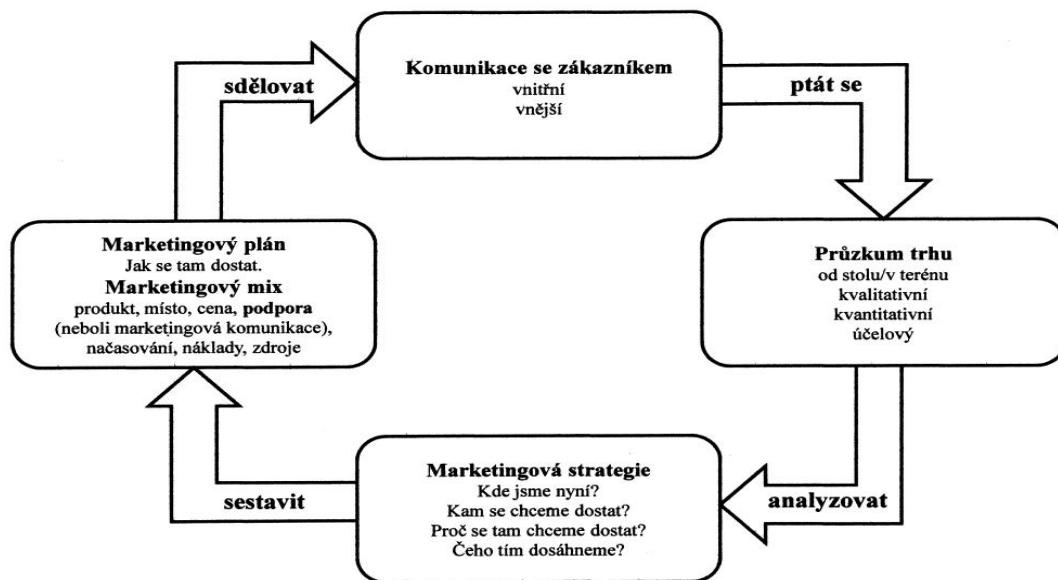 Komunikace se zákazníkem
vnitřní
vnější
sdělovat
ptát se
Marketingový plán
Jak se tam dostat.
Marketingový mix
produkt, místo, cena, podpora
(neboli marketingová komunikace),
načasování, náklady, zdroje
Průzkum trhu
od stolu/v terénu
kvalitativní
kvantitativní
účelový
Marketingová strategie
Kde jsme nyní?
Kam se chceme dostat?
Proč se tam chceme dostat?
Čeho tím dosáhneme?
sestavit
analyzovat